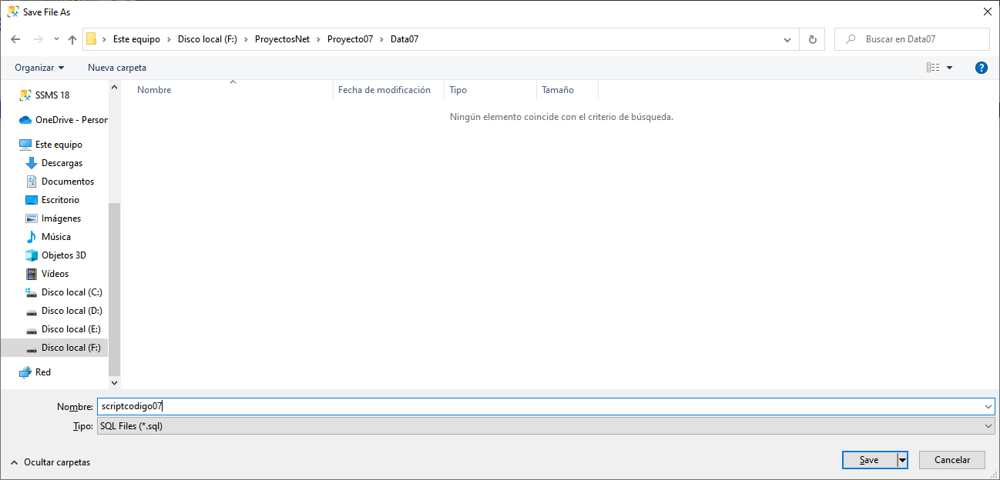 Save File As
Este equipo > Disco local (F:) > ProyectosNet > Proyecto07 > Data07
Buscar en Data07
Organizar
Nueva carpeta
?
Nombre
Fecha de modificación
Tipo
Tamaño
Ningún elemento coincide con el criterio de búsqueda.
SSMS 18
OneDrive - Person
Este equipo
Descargas
Documentos
Escritorio
Imágenes
Música
Objetos 3D
Vídeos
Disco local (C:)
Disco local (D:)
Disco local (E:)
Disco local (F:)
Red
Nombre: scriptcodigo07
Tipo: SQL Files (*.sql)
Ocultar carpetas
Save
Cancelar